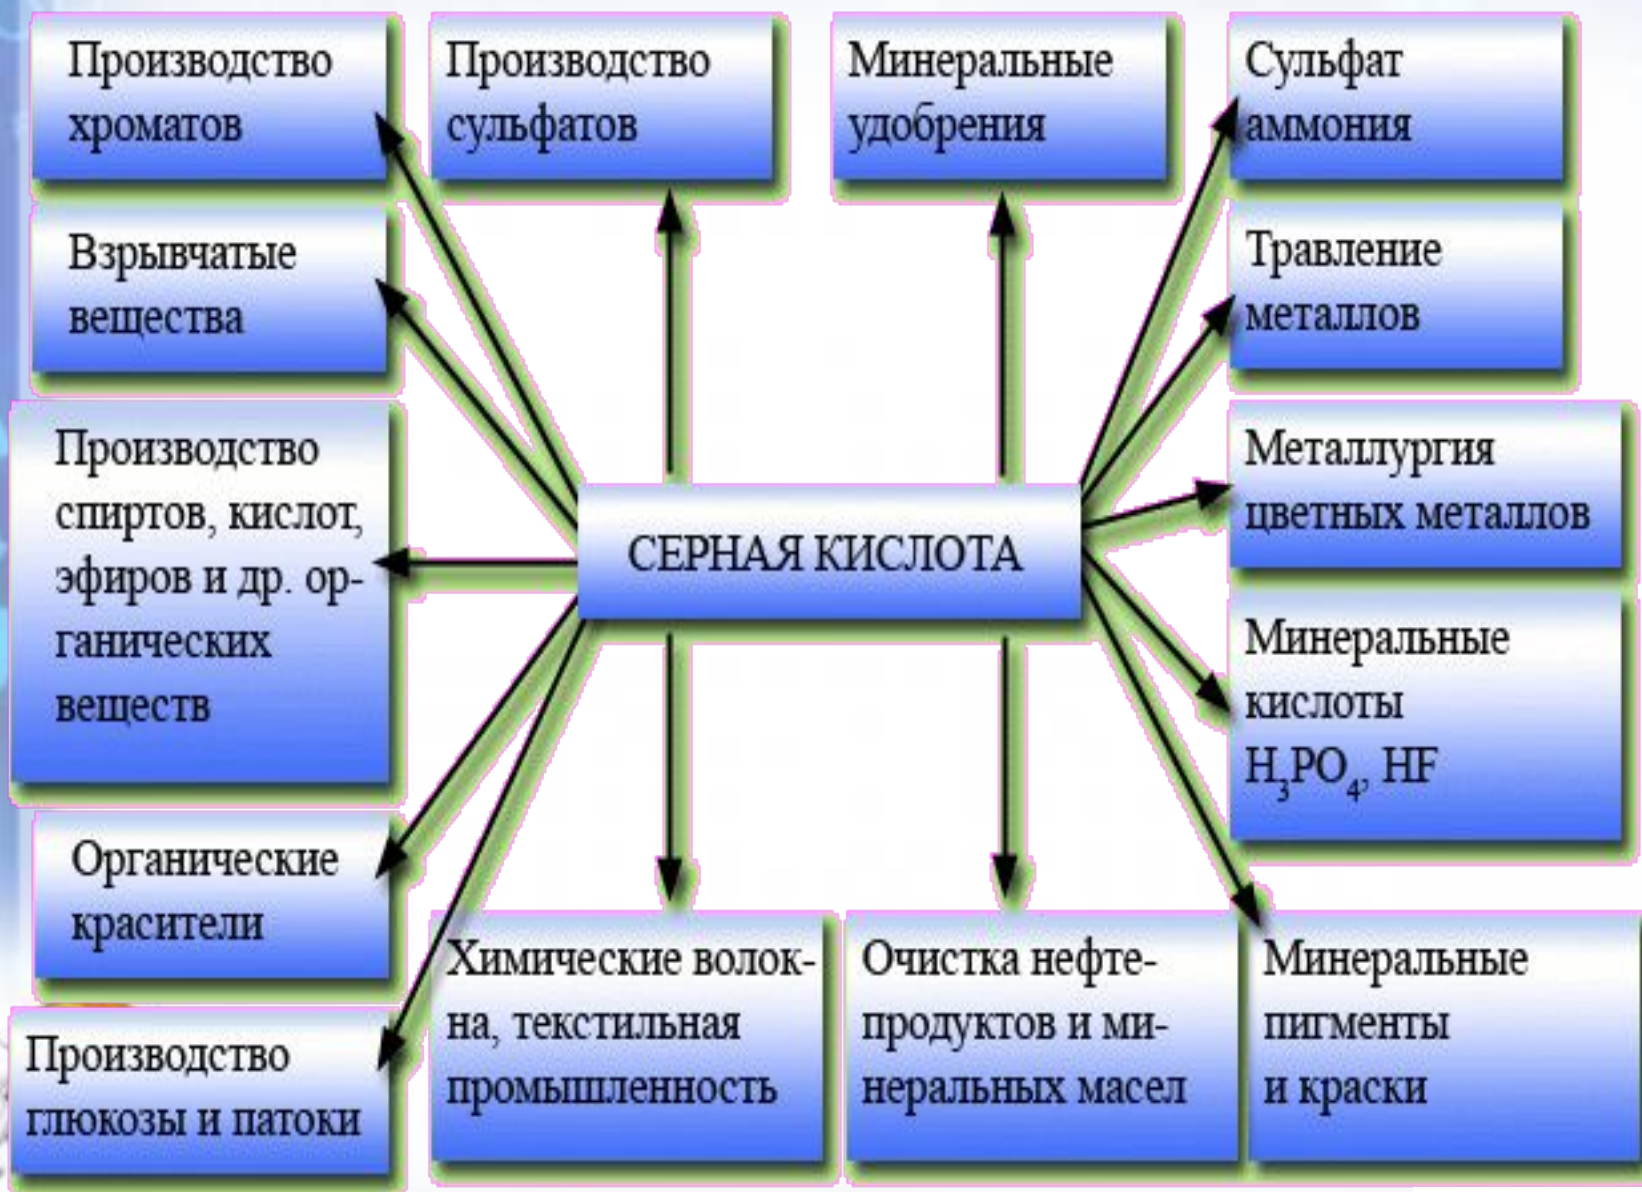 Производство
хроматов
Производство
сульфатов
Минеральные
удобрения
Сульфат
аммония
Взрывчатые
вещества
Травление
металлов
Производство
спиртов, кислот,
эфиров и др. ор-
ганических
веществ
СЕРНАЯ КИСЛОТА
Металлургия
цветных металлов
Минеральные
кислоты
H₃PO₄, HF
Органические
красители
Производство
глюкозы и патоки
Химические волок-
на, текстильная
промышленность
Очистка нефте-
продуктов и ми-
неральных масел
Минеральные
пигменты
и краски